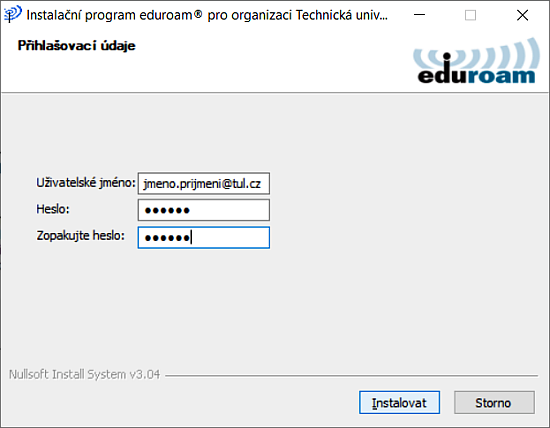 Instalační program eduroam® pro organizaci Technická univ...
Přihlašovací údaje
eduroam
Uživatelské jméno: jmeno.prijmeni@tul.cz
Heslo: ●●●●●●
Zopakujte heslo: ●●●●●●
Nullsoft Install System v3.04
Instalovat Storno